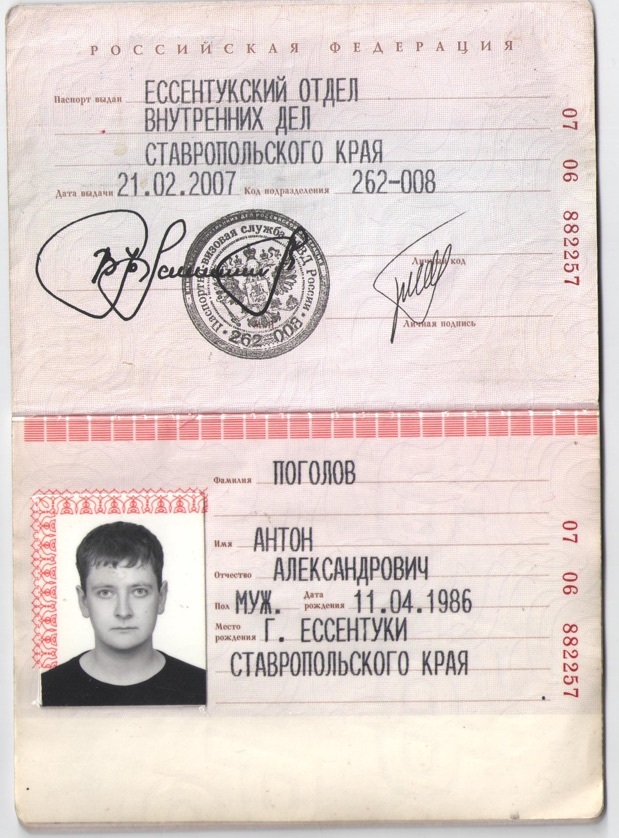 РОССИЙСКАЯ ФЕДЕРАЦИЯ
Паспорт выдан ЕССЕНТУКСКИЙ ОТДЕЛ
ВНУТРЕННИХ ДЕЛ
СТАВРОПОЛЬСКОГО КРАЯ
Дата выдачи 21.02.2007 Код подразделения 262-008
07 06 882257
Личный код
Личная подпись
Паспортно-визовая служба МВД России
262-008
Фамилия ПОГОЛОВ
Имя АНТОН
Отчество АЛЕКСАНДРОВИЧ
Пол МУЖ. Дата рождения 11.04.1986
Место рождения Г. ЕССЕНТУКИ
СТАВРОПОЛЬСКОГО КРАЯ
07 06 882257